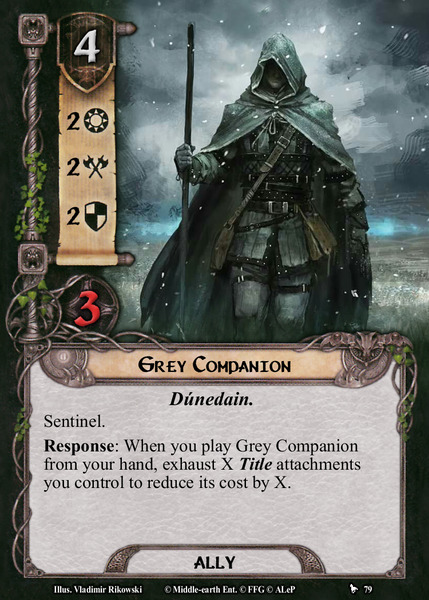 4
2
2
2
3
Grey Companion
Dúnedain.
Sentinel.
Response: When you play Grey Companion
from your hand, exhaust X Title attachments
you control to reduce its cost by X.
ALLY
Illus. Vladimir Rikowski © Middle-earth Ent. © FFG © ALeP 79